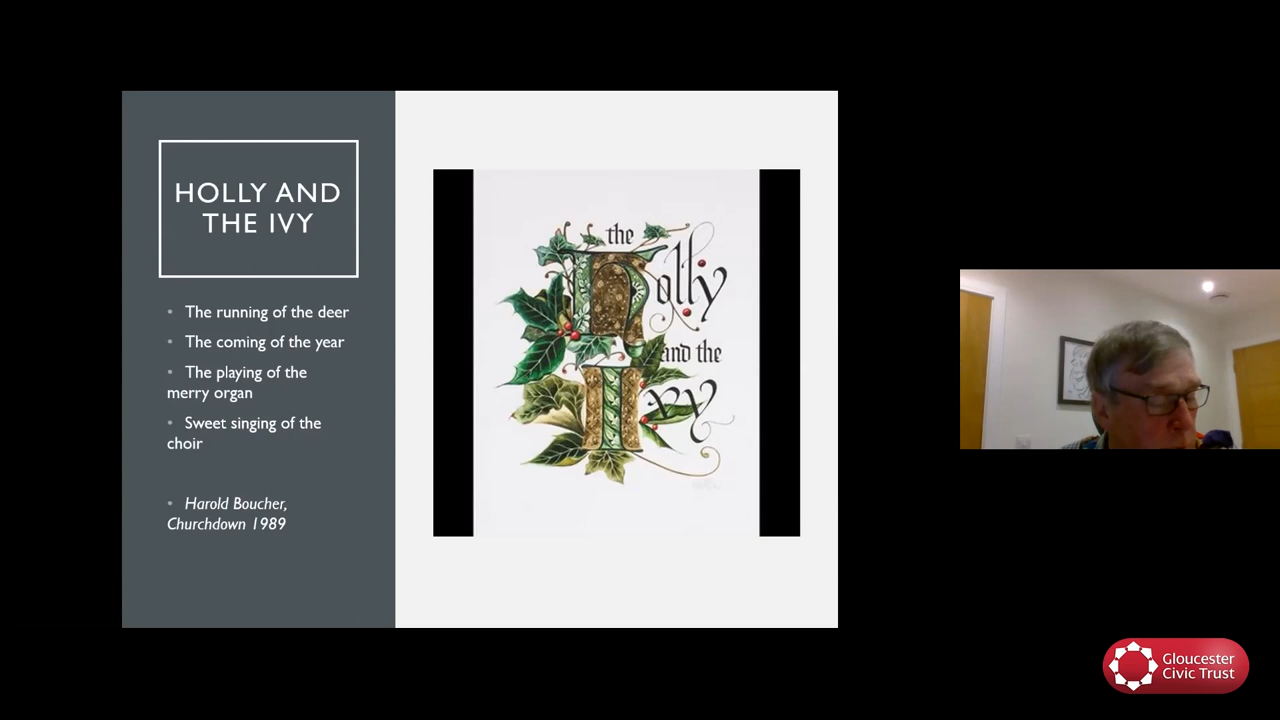 HOLLY AND
THE IVY
• The running of the deer
• The coming of the year
• The playing of the
merry organ
• Sweet singing of the
choir
• Harold Boucher,
Churchdown 1989
the
Holly
and the
Ivy
Gloucester
Civic Trust